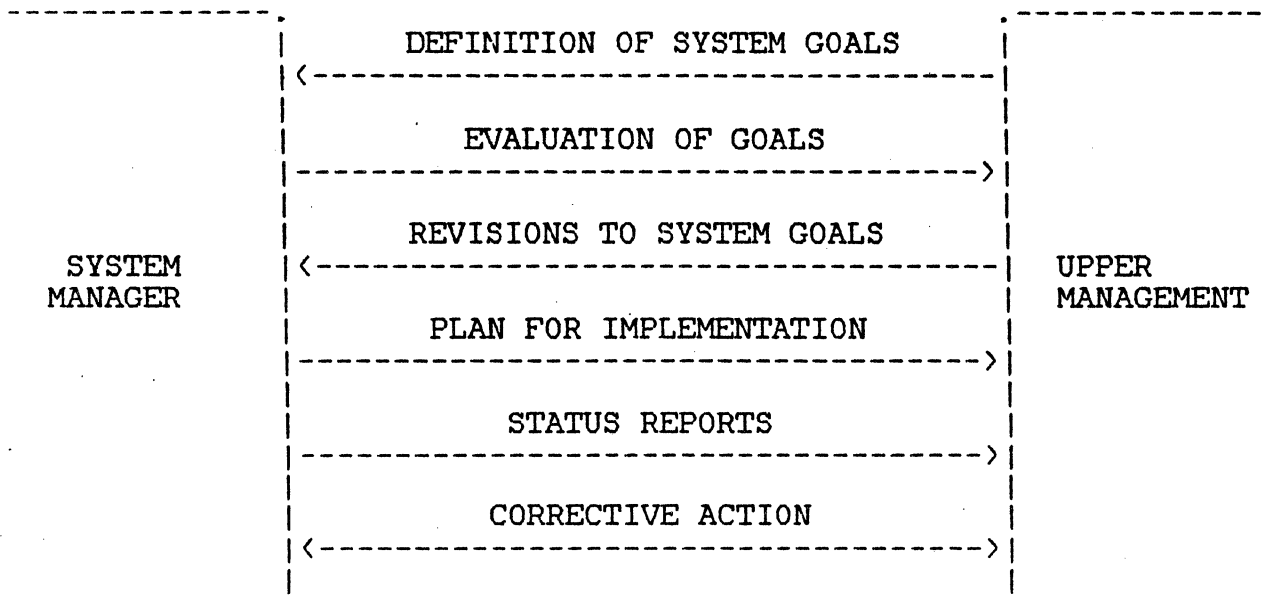 DEFINITION OF SYSTEM GOALS
EVALUATION OF GOALS
REVISIONS TO SYSTEM GOALS
SYSTEM
MANAGER
UPPER
MANAGEMENT
PLAN FOR IMPLEMENTATION
STATUS REPORTS
CORRECTIVE ACTION